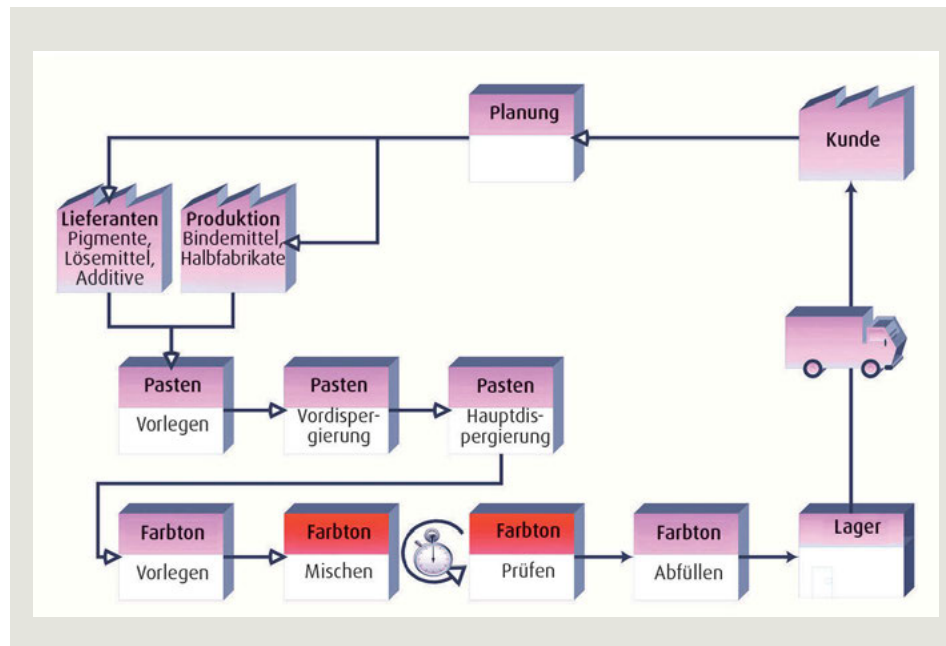 Planung
Kunde
Lieferanten
Pigmente,
Lösemittel,
Additive
Produktion
Bindemittel,
Halbfabrikate
Pasten
Vorlegen
Pasten
Vordisper-
gierung
Pasten
Hauptdis-
pergierung
Farbton
Vorlegen
Farbton
Mischen
Farbton
Prüfen
Farbton
Abfüllen
Lager